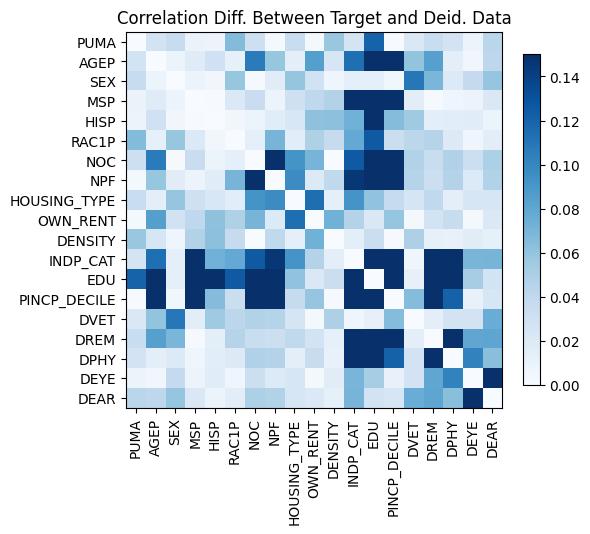 Correlation Diff. Between Target and Deid. Data
PUMA
AGEP
SEX
MSP
HISP
RAC1P
NOC
NPF
HOUSING_TYPE
OWN_RENT
DENSITY
INDP_CAT
EDU
PINCP_DECILE
DVET
DREM
DPHY
DEYE
DEAR
PUMA
AGEP
SEX
MSP
HISP
RAC1P
NOC
NPF
HOUSING_TYPE
OWN_RENT
DENSITY
INDP_CAT
EDU
PINCP_DECILE
DVET
DREM
DPHY
DEYE
DEAR
0.14
0.12
0.10
0.08
0.06
0.04
0.02
0.00